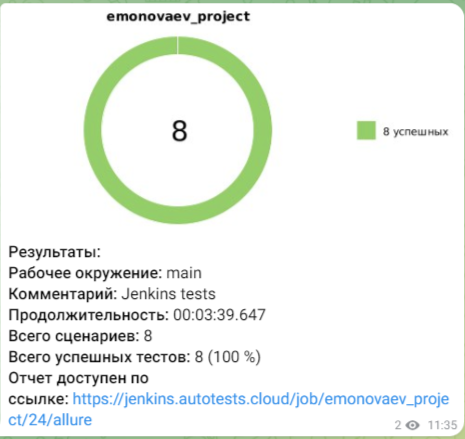 emonovaev_project
8
8 успешных
Результаты:
Рабочее окружение: main
Комментарий: Jenkins tests
Продолжительность: 00:03:39.647
Всего сценариев: 8
Всего успешных тестов: 8 (100 %)
Отчет доступен по
ссылке: https://jenkins.autotests.cloud/job/emonovaev_proje
ct/24/allure
2 11:35